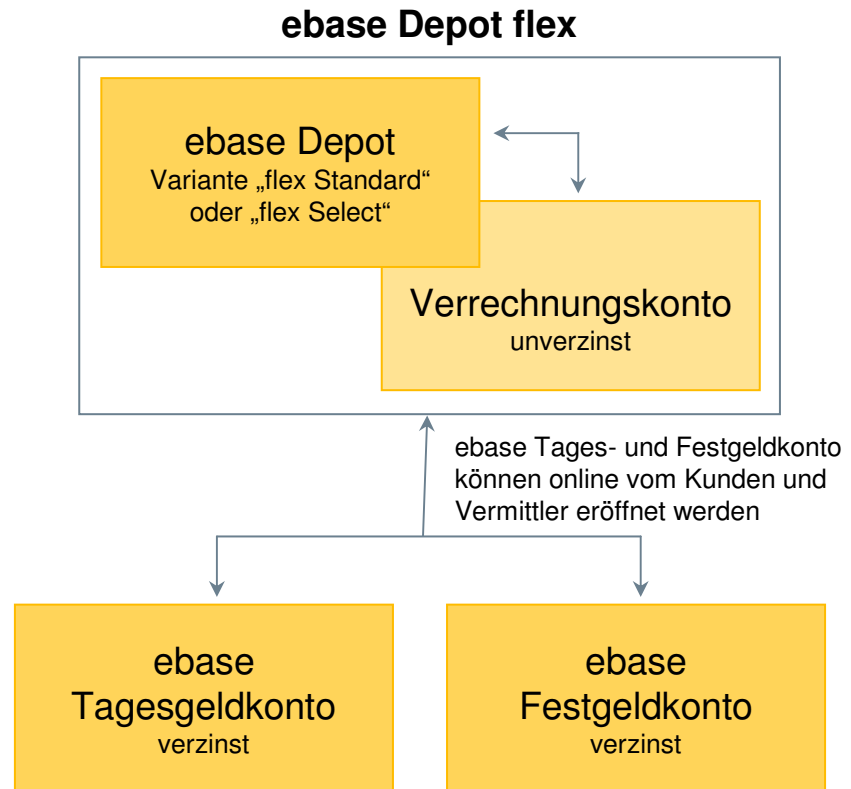 ebase Depot flex
ebase Depot
Variante „flex Standard“
oder „flex Select“
Verrechnungskonto
unverzinst
ebase Tages- und Festgeldkonto
können online vom Kunden und
Vermittler eröffnet werden
ebase
Tagesgeldkonto
verzinst
ebase
Festgeldkonto
verzinst